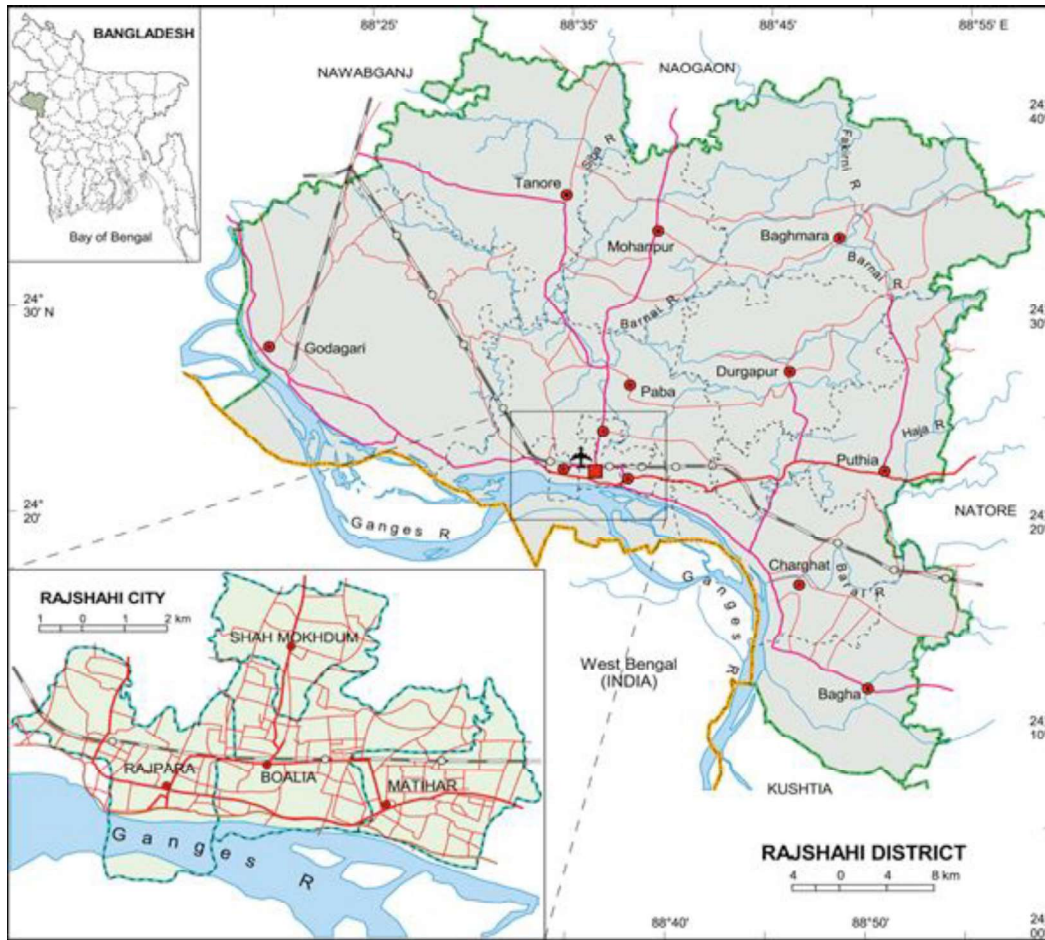 BANGLADESH
Bay of Bengal
88°25'
88°35'
88°45'
88°55' E
NAWABGANJ
NAOGAON
24°
40'
Siba R
Fakirni R
Tanore
Mohanpur
Baghmara
Barnai R
24°
30' N
24°
30'
Barnai R
Godagari
Durgapur
Paba
Haja R
Puthia
24°
20'
24°
20'
NATORE
Ganges R
Charghat
Baral R
Ganges R
West Bengal
(INDIA)
Bagha
24°
10'
KUSHTIA
RAJSHAHI CITY
1 0 1 2 km
SHAH MOKHDUM
RAJPARA
BOALIA
MATIHAR
Ganges R
RAJSHAHI DISTRICT
4 0 4 8 km
88°40'
88°50'
24°
00'